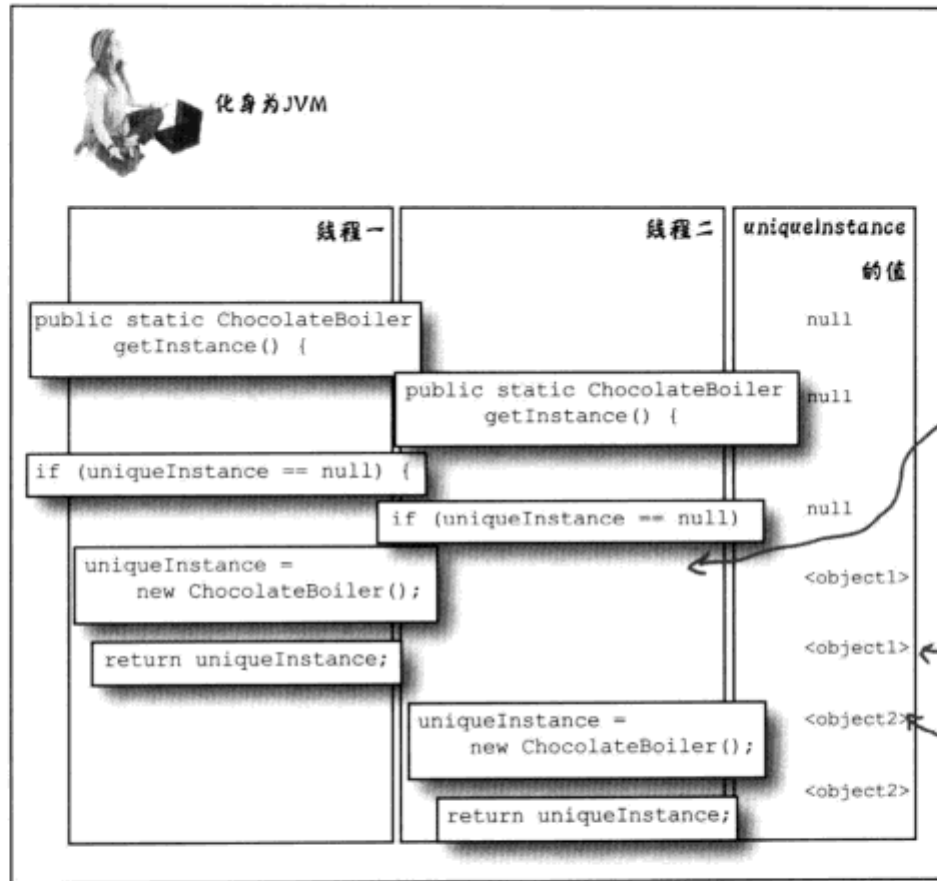 化身为JVM
线程一
线程二
uniqueInstance
的值
public static ChocolateBoiler
getInstance() {
null
public static ChocolateBoiler
getInstance() {
null
if (uniqueInstance == null) {
if (uniqueInstance == null)
null
uniqueInstance =
new ChocolateBoiler();
<object1>
return uniqueInstance;
<object1>
uniqueInstance =
new ChocolateBoiler();
<object2>
return uniqueInstance;
<object2>